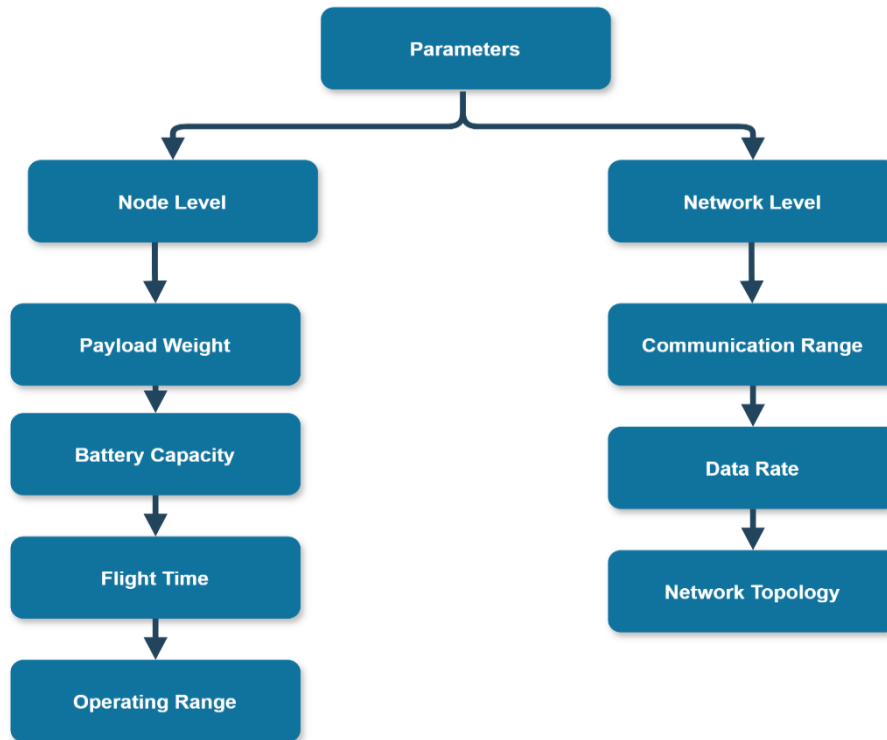 Parameters
Node Level
Network Level
Payload Weight
Communication Range
Battery Capacity
Data Rate
Flight Time
Network Topology
Operating Range